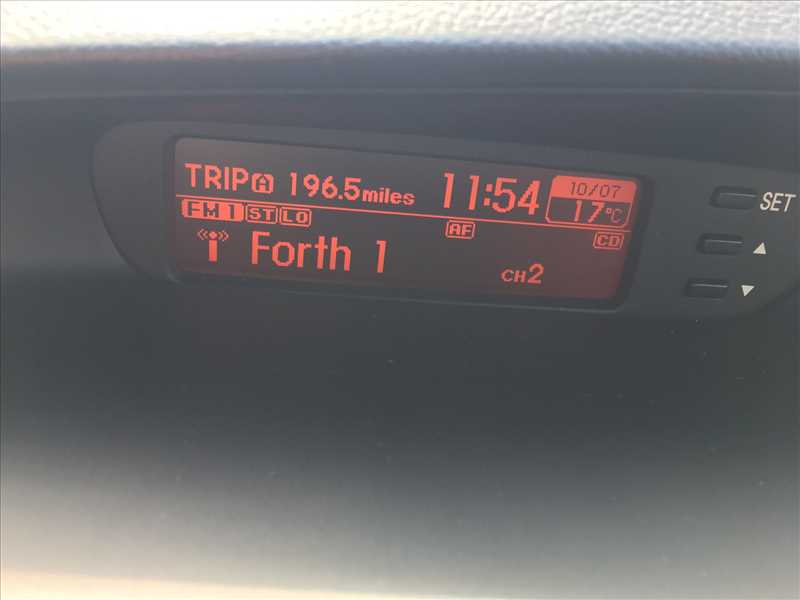 TRIP A 196.5miles 11:54 10/07
17°C
FM1 ST LO AF CD
Forth 1 CH2
SET
▲
▼